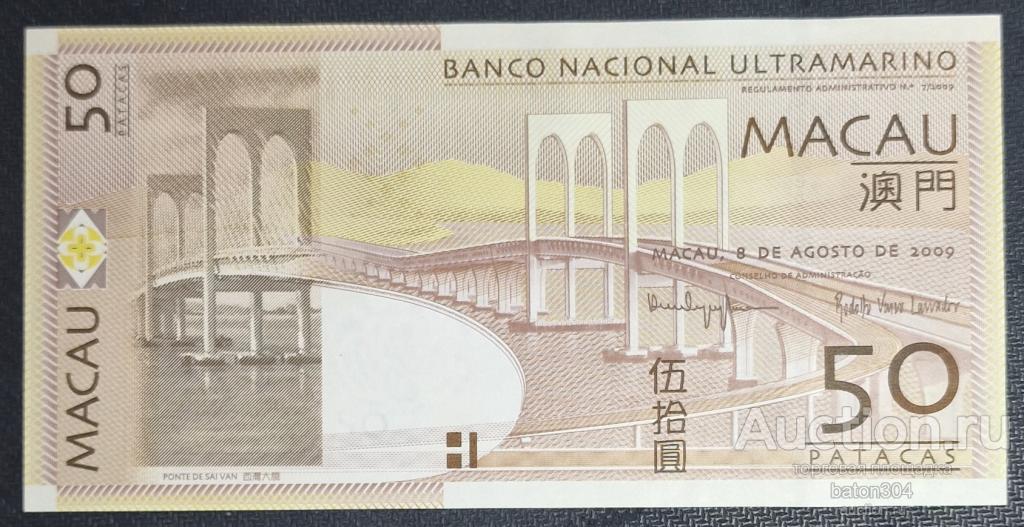 50
PATACAS
MACAU
BANCO NACIONAL ULTRAMARINO
REGULAMENTO ADMINISTRATIVO N.º 7/2009
MACAU
澳門
MACAU, 8 DE AGOSTO DE 2009
CONSELHO DE ADMINISTRAÇÃO
伍拾圓
50
PATACAS
PONTE DE SAI VAN 西灣大橋
Auction.ru
торговая площадка
baton304